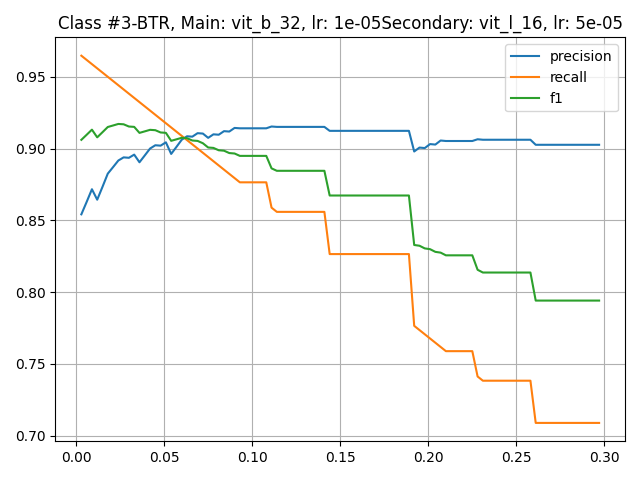 Class #3-BTR, Main: vit_b_32, lr: 1e-05Secondary: vit_l_16, lr: 5e-05
precision
recall
f1
0.95
0.90
0.85
0.80
0.75
0.70
0.00 0.05 0.10 0.15 0.20 0.25 0.30